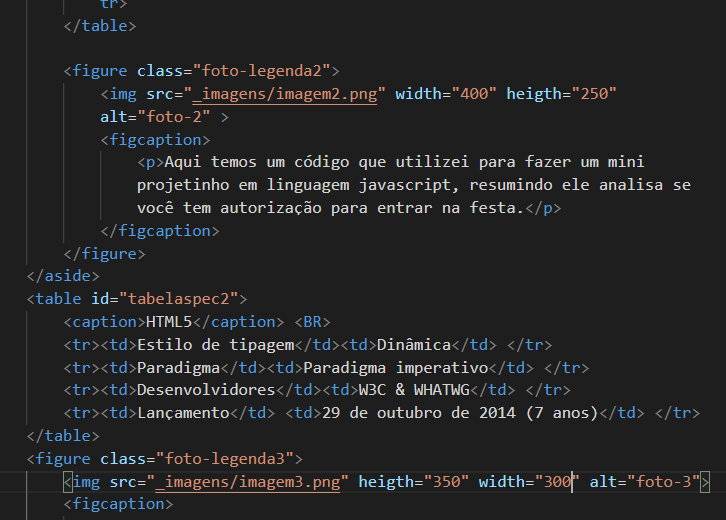 tr>
</table>
<figure class="foto-legenda2">
<img src="_imagens/imagem2.png" width="400" heigth="250"
alt="foto-2" >
<figcaption>
<p>Aqui temos um código que utilizei para fazer um mini
projetinho em linguagem javascript, resumindo ele analisa se
você tem autorização para entrar na festa.</p>
</figcaption>
</figure>
</aside>
<table id="tabelaspec2">
<caption>HTML5</caption> <BR>
<tr><td>Estilo de tipagem</td><td>Dinâmica</td> </tr>
<tr><td>Paradigma</td><td>Paradigma imperativo</td> </tr>
<tr><td>Desenvolvidores</td><td>W3C & WHATWG</td> </tr>
<tr><td>Lançamento</td> <td>29 de outubro de 2014 (7 anos)</td> </tr>
</table>
<figure class="foto-legenda3">
<img src="_imagens/imagem3.png" heigth="350" width="300" alt="foto-3">
<figcaption>